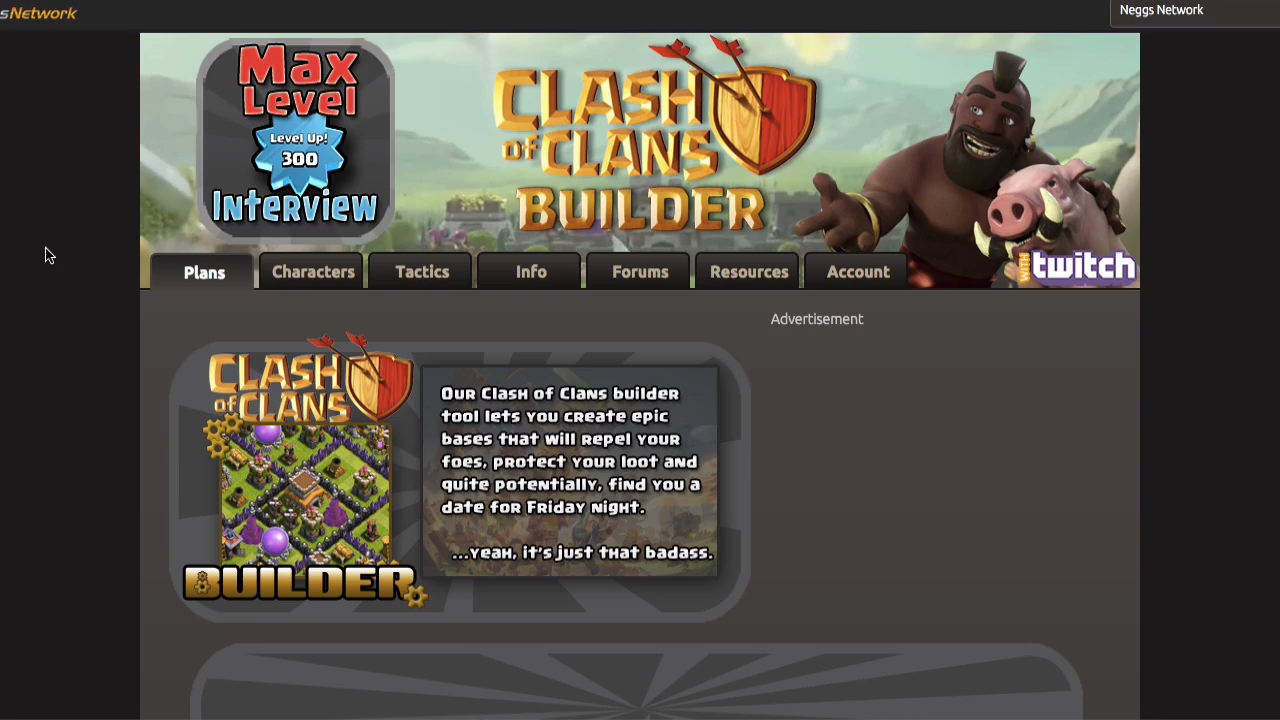 sNetwork
Neggs Network
Max
Level
Level Up!
300
Interview
CLASH
OF CLANS
BUILDER
WITH twitch
Plans
Characters
Tactics
Info
Forums
Resources
Account
Advertisement
CLASH
OF CLANS
BUILDER
Our Clash of Clans builder
tool lets you create epic
bases that will repel your
foes, protect your loot and
quite potentially, find you a
date for Friday night.
...yeah, it's just that badass.